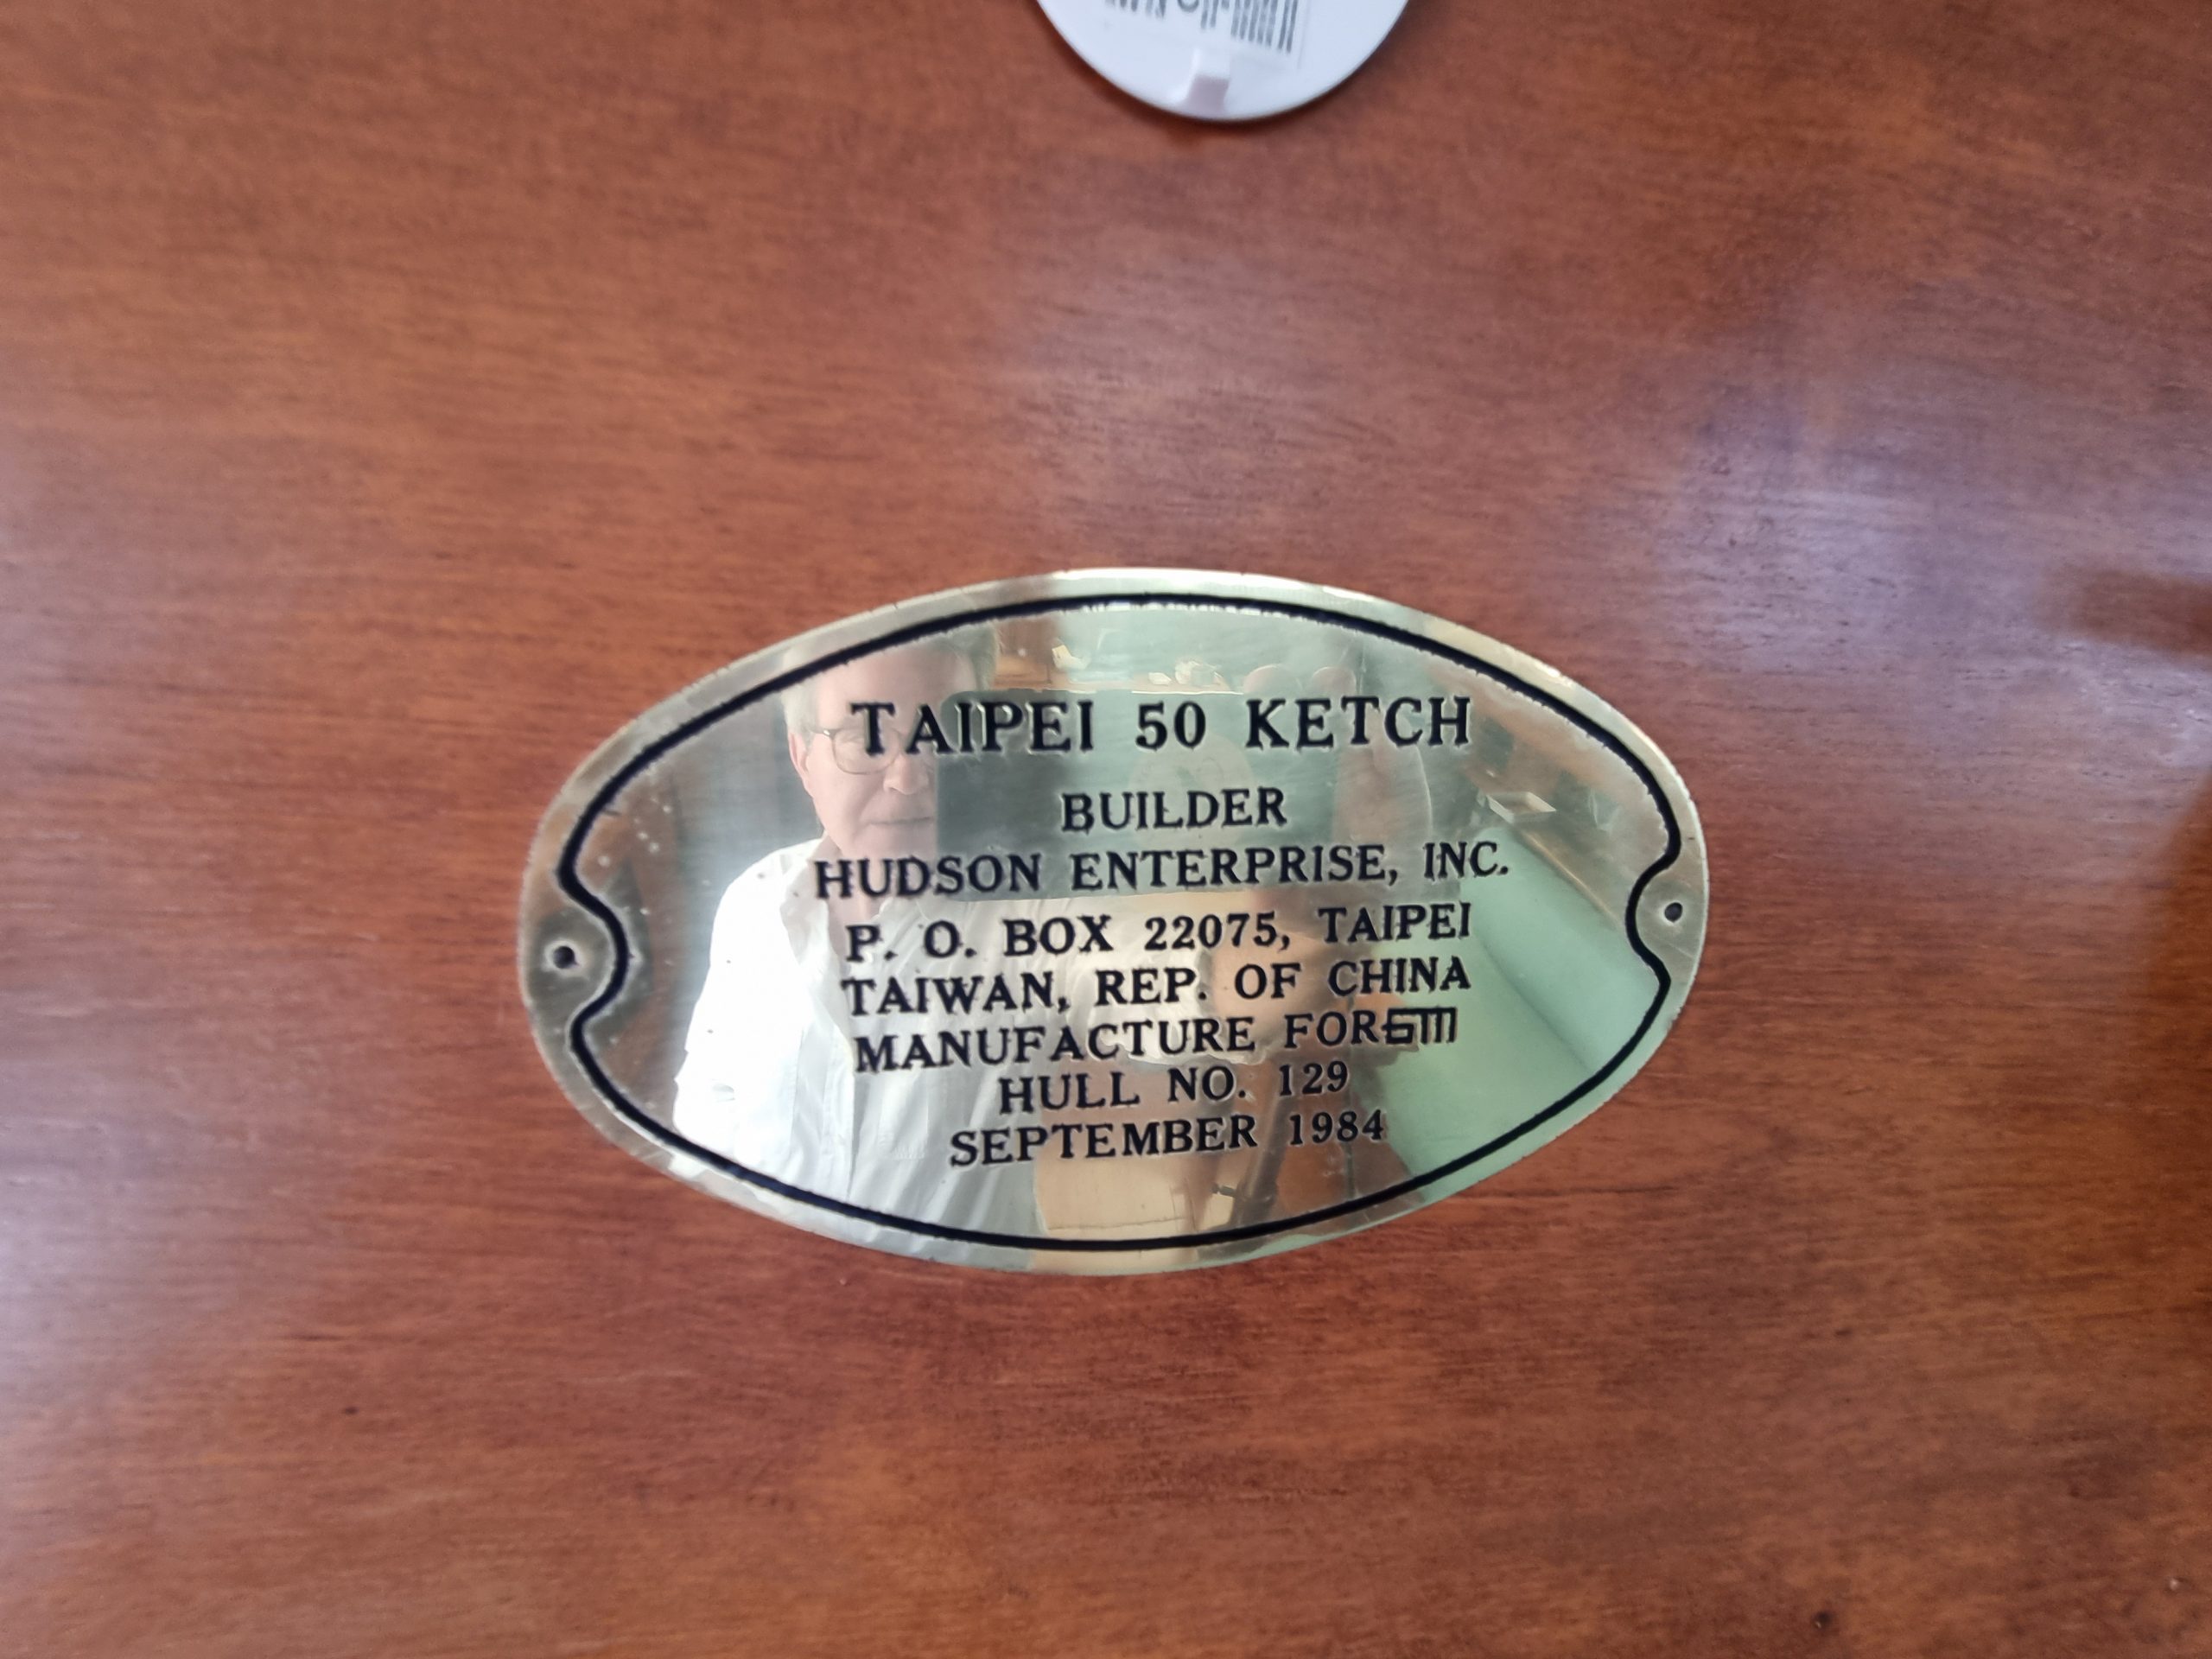 TAIPEI 50 KETCH
BUILDER
HUDSON ENTERPRISE, INC.
P. O. BOX 22075, TAIPEI
TAIWAN, REP. OF CHINA
MANUFACTURE FOR
HULL NO. 129
SEPTEMBER 1984